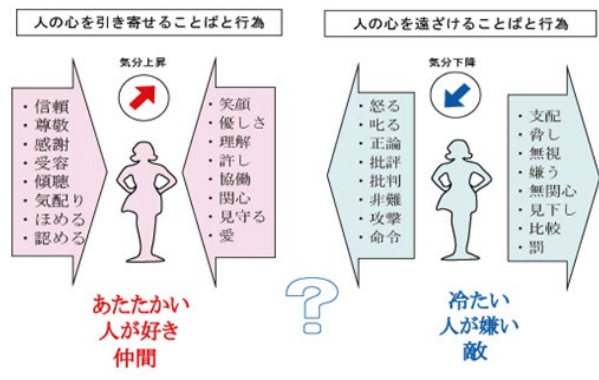 人の心を引き寄せることばと行為
気分上昇
・信頼
・尊敬
・感謝
・受容
・傾聴
・気配り
・ほめる
・認める
・笑顔
・優しさ
・理解
・許し
・協働
・関心
・見守る
・愛
あたたかい
人が好き
仲間
?
人の心を遠ざけることばと行為
気分下降
・怒る
・叱る
・正論
・批評
・批判
・非難
・攻撃
・命令
・支配
・脅し
・無視
・嫌う
・無関心
・見下し
・比較
・罰
冷たい
人が嫌い
敵